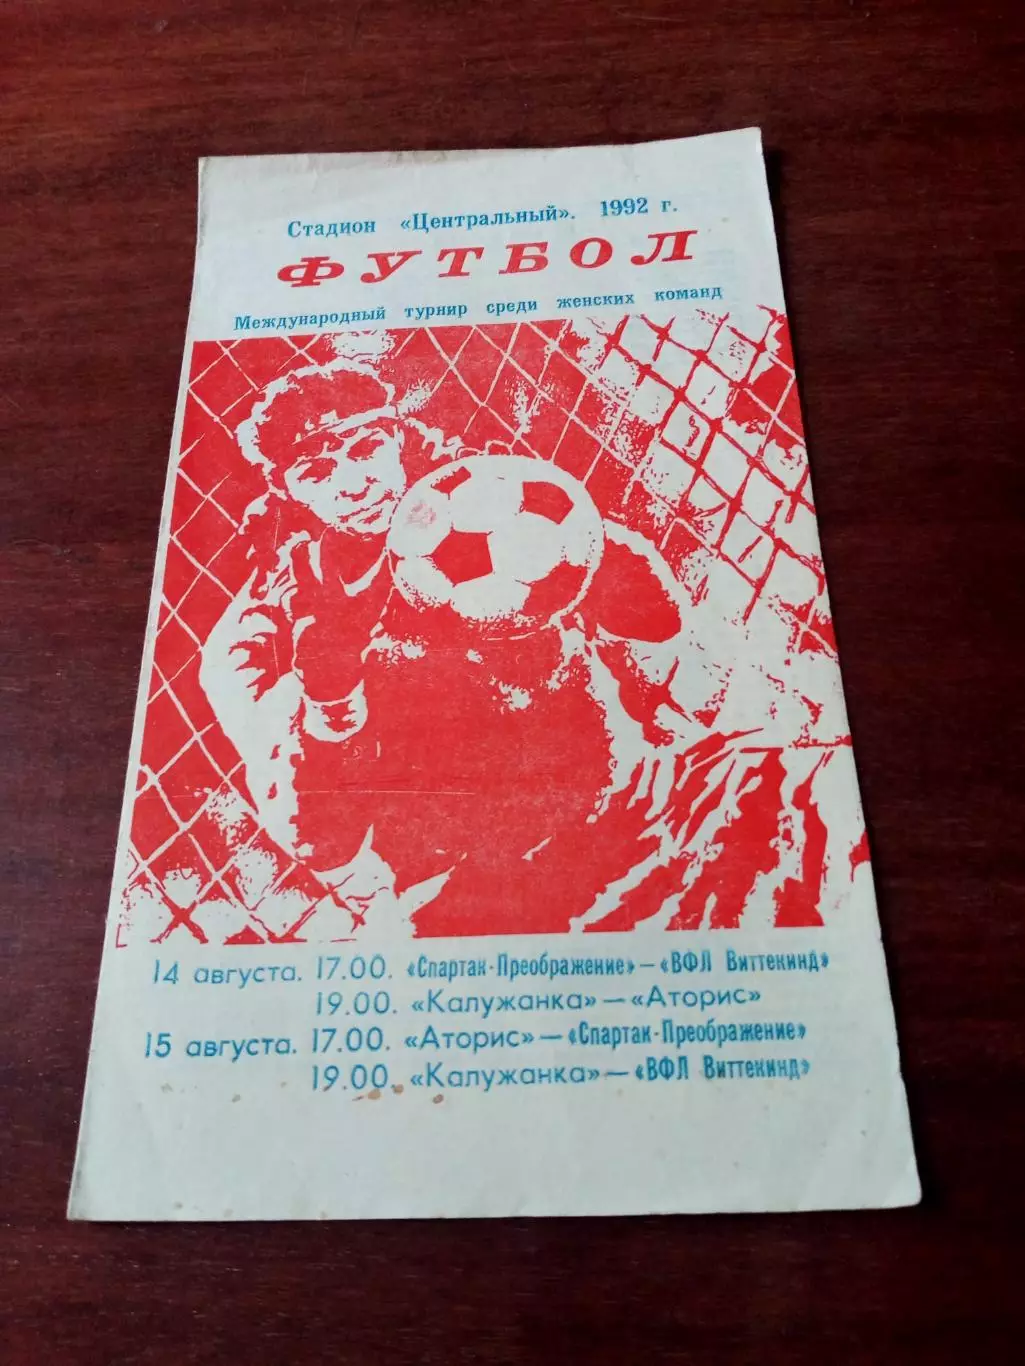 Стадион «Центральный». 1992 г.
ФУТБОЛ
Международный турнир среди женских команд
14 августа. 17.00. «Спартак-Преображение» — «ВФЛ Виттекинд»
19.00. «Калужанка» — «Аторис»
15 августа. 17.00. «Аторис» — «Спартак-Преображение»
19.00. «Калужанка» — «ВФЛ Виттекинд»